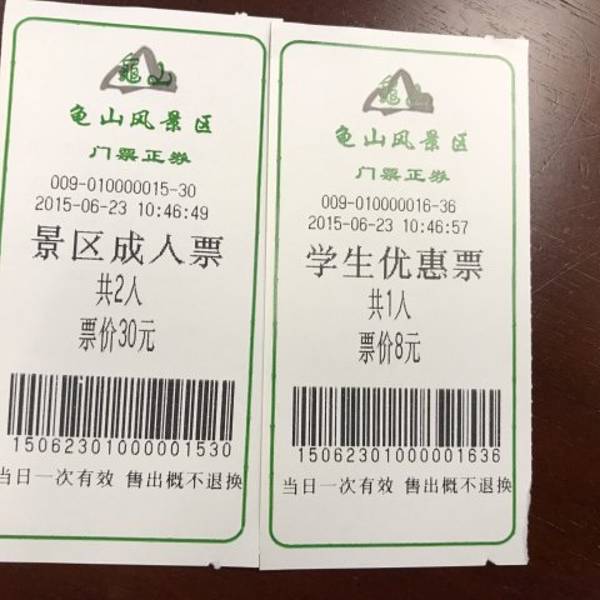 龜山
龟山风景区
门票正券
009-010000015-30
2015-06-23 10:46:49
景区成人票
共2人
票价30元
15062301000001530
当日一次有效 售出概不退换
龜山
龟山风景区
门票正券
009-010000016-36
2015-06-23 10:46:57
学生优惠票
共1人
票价8元
15062301000001636
当日一次有效 售出概不退换